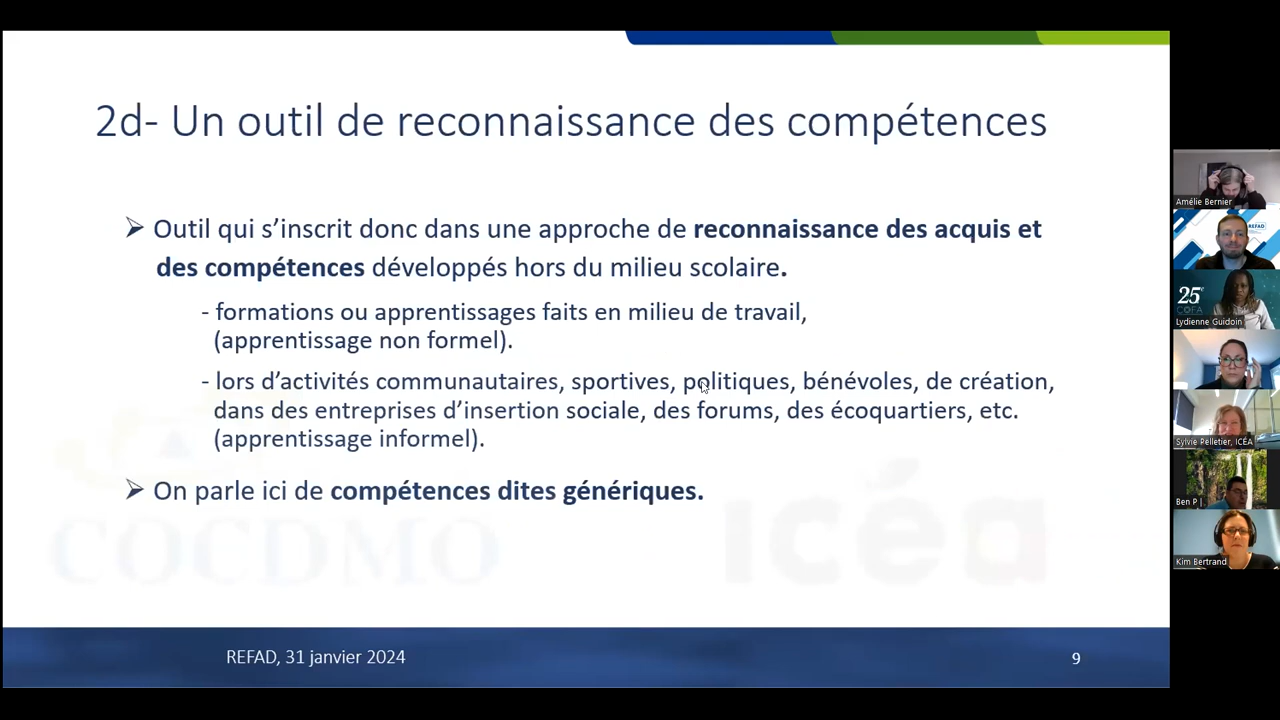 2d- Un outil de reconnaissance des compétences
➢ Outil qui s’inscrit donc dans une approche de reconnaissance des acquis et
des compétences développés hors du milieu scolaire.
- formations ou apprentissages faits en milieu de travail,
(apprentissage non formel).
- lors d’activités communautaires, sportives, politiques, bénévoles, de création,
dans des entreprises d’insertion sociale, des forums, des écoquartiers, etc.
(apprentissage informel).
➢ On parle ici de compétences dites génériques.
COCDMO
icéa
REFAD, 31 janvier 2024
9
Amélie Bernier
REFAD
25e
COFA
Lydienne Guidoin
Sylvie Pelletier, ICÉA
Ben P |
Kim Bertrand